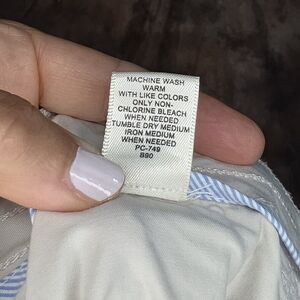 MACHINE WASH
WARM
WITH LIKE COLORS
ONLY NON-
CHLORINE BLEACH
WHEN NEEDED
TUMBLE DRY MEDIUM
IRON MEDIUM
WHEN NEEDED
PC-749
B90